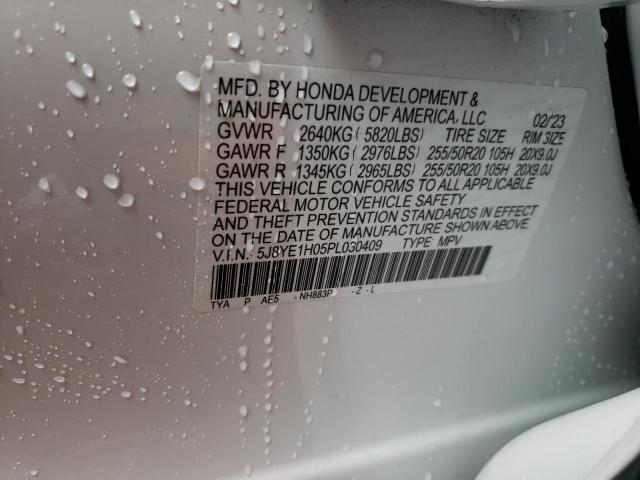 MFD. BY HONDA DEVELOPMENT &
MANUFACTURING OF AMERICA, LLC 02/23
GVWR 2640KG (5820LBS) TIRE SIZE RIM SIZE
GAWR F 1350KG (2976LBS) 255/50R20 105H 20X9.0J
GAWR R 1345KG (2965LBS) 255/50R20 105H 20X9.0J
THIS VEHICLE CONFORMS TO ALL APPLICABLE
FEDERAL MOTOR VEHICLE SAFETY
AND THEFT PREVENTION STANDARDS IN EFFECT
ON THE DATE OF MANUFACTURE SHOWN ABOVE.
V.I.N.: 5J8YE1H05PL030409 TYPE MPV
TYA P AE5 - NH883P - Z - L